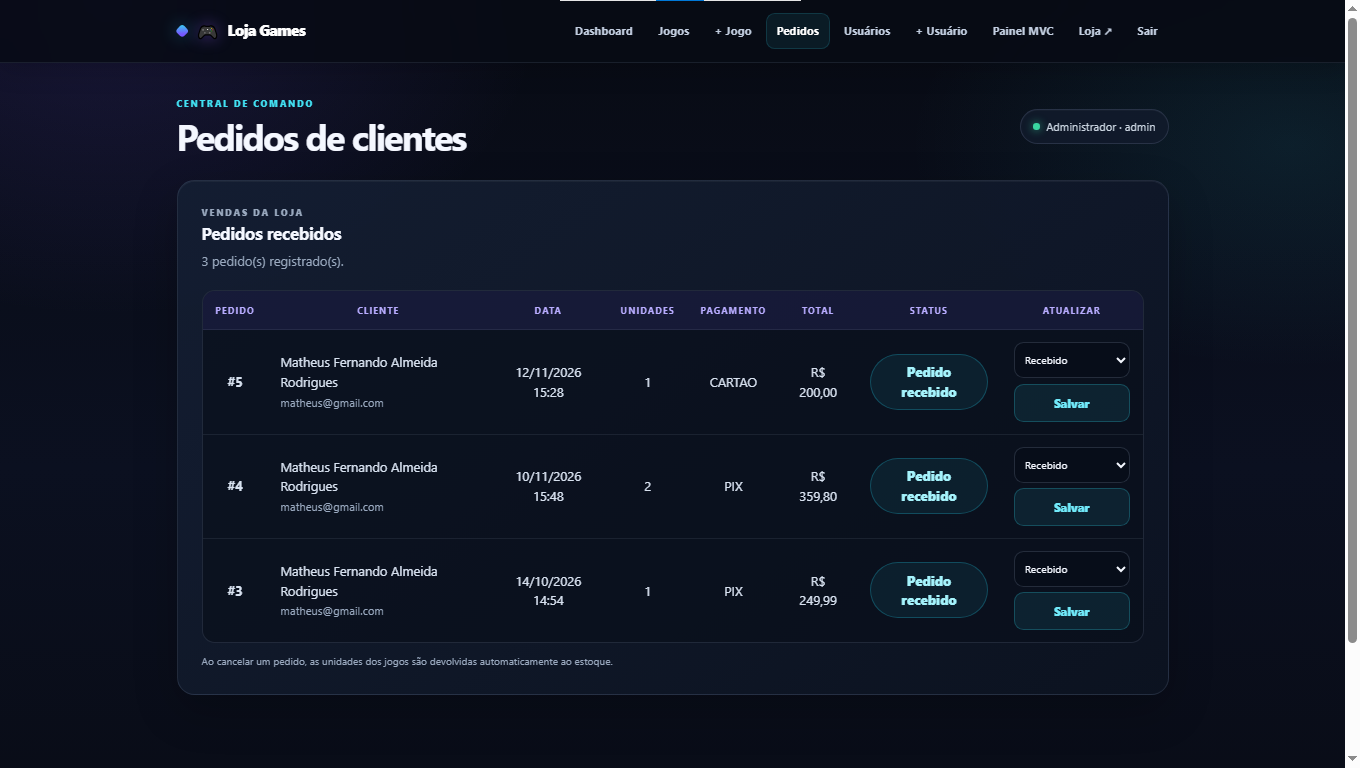 Loja Games
Dashboard Jogos + Jogo Pedidos Usuários + Usuário Painel MVC Loja ↗ Sair
CENTRAL DE COMANDO
Pedidos de clientes
Administrador · admin
VENDAS DA LOJA
Pedidos recebidos
3 pedido(s) registrado(s).
PEDIDO CLIENTE DATA UNIDADES PAGAMENTO TOTAL STATUS ATUALIZAR
#5
Matheus Fernando Almeida
Rodrigues
matheus@gmail.com
12/11/2026
15:28
1
CARTAO
R$
200,00
Pedido
recebido
Recebido
Salvar
#4
Matheus Fernando Almeida
Rodrigues
matheus@gmail.com
10/11/2026
15:48
2
PIX
R$
359,80
Pedido
recebido
Recebido
Salvar
#3
Matheus Fernando Almeida
Rodrigues
matheus@gmail.com
14/10/2026
14:54
1
PIX
R$
249,99
Pedido
recebido
Recebido
Salvar
Ao cancelar um pedido, as unidades dos jogos são devolvidas automaticamente ao estoque.